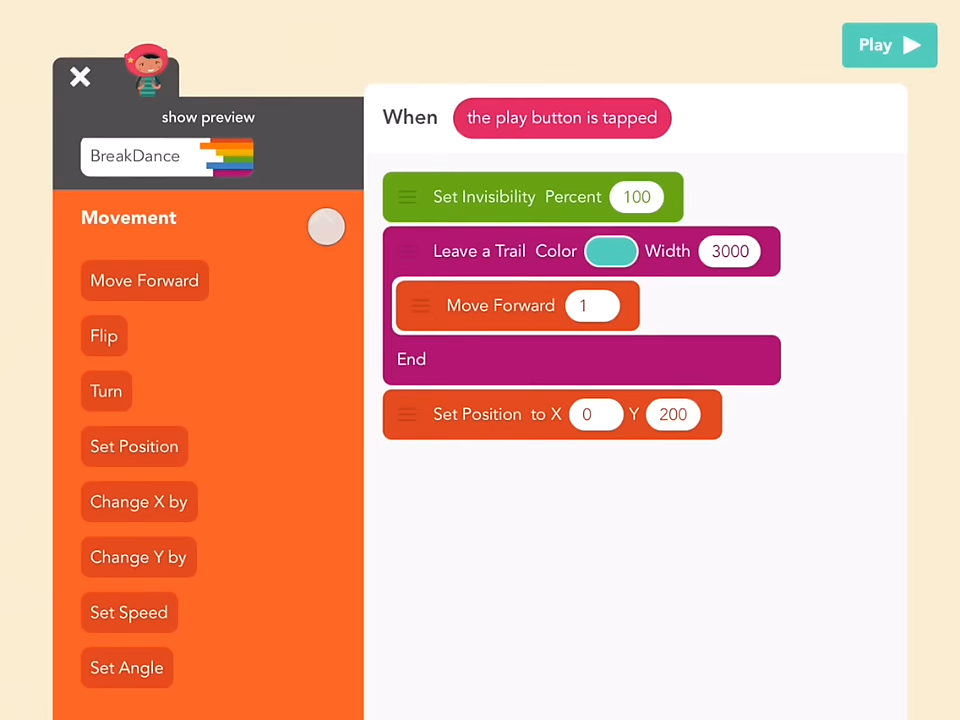 Play
show preview
BreakDance
Movement
Move Forward
Flip
Turn
Set Position
Change X by
Change Y by
Set Speed
Set Angle
When the play button is tapped
Set Invisibility Percent 100
Leave a Trail Color Width 3000
Move Forward 1
End
Set Position to X 0 Y 200